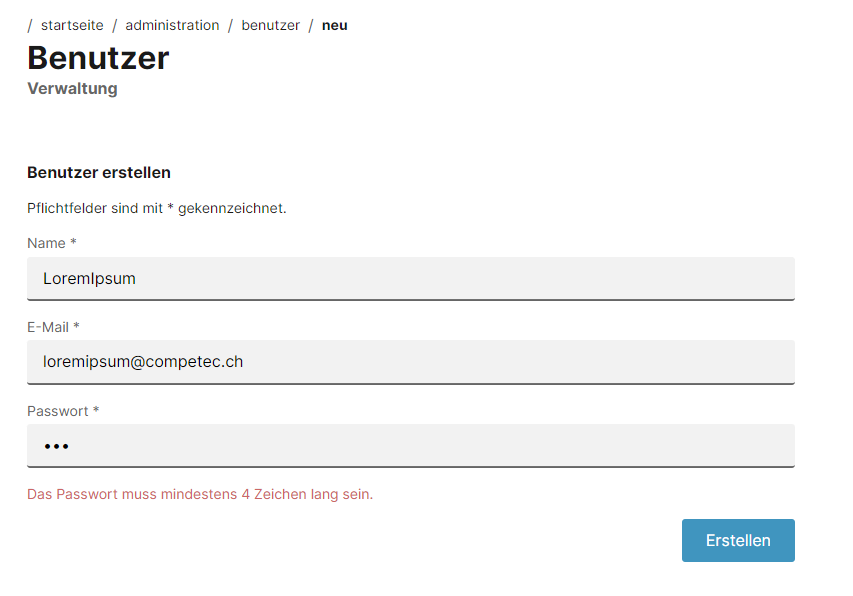 / startseite / administration / benutzer / neu
Benutzer
Verwaltung
Benutzer erstellen
Pflichtfelder sind mit * gekennzeichnet.
Name *
LoremIpsum
E-Mail *
loremipsum@competec.ch
Passwort *
•••
Das Passwort muss mindestens 4 Zeichen lang sein.
Erstellen